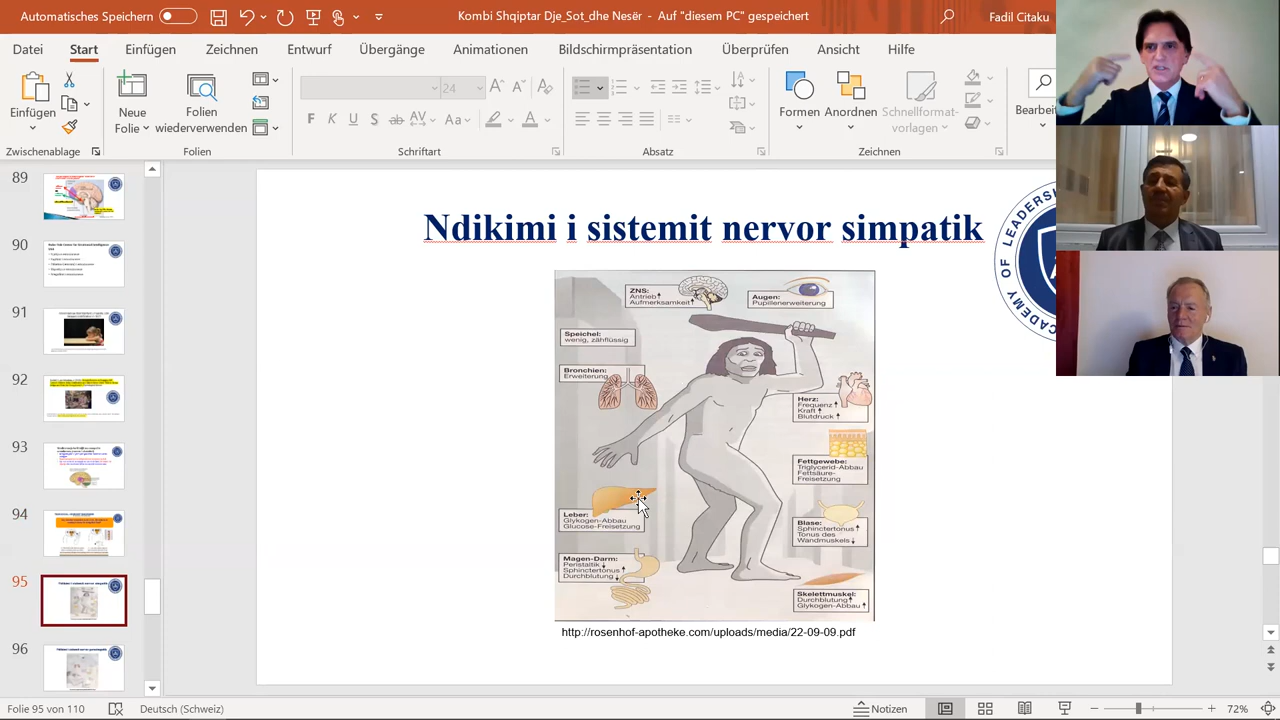 Automatisches Speichern
Kombi Shqiptar Dje_Sot_dhe Nesër - Auf "diesem PC" gespeichert
Fadil Citaku
Datei Start Einfügen Zeichnen Entwurf Übergänge Animationen Bildschirmpräsentation Überprüfen Ansicht Hilfe
Einfügen
Neue Folie
Folien wiederverwenden
Formen
Anordnen
Schnellformat-vorlagen
Bearbeit
Zwischenablage
Folien
Schriftart
Absatz
Zeichnen
89
90
91
93
94
95
96
Ndikimi i sistemit nervor simpatik
ACADEMY OF LEADERSH
ZNS:
Antrieb↑
Aufmerksamkeit↑
Augen:
Pupillenerweiterung
Speichel:
wenig, zähflüssig
Bronchien:
Erweiterung
Herz:
Frequenz↑
Kraft↑
Blutdruck↑
Fettgewebe:
Triglycerid-Abbau
Fettsäure-
Freisetzung
Leber:
Glykogen-Abbau
Glucose-Freisetzung
Blase:
Sphinctertonus↑
Tonus des
Wandmuskels↓
Magen-Darm:
Peristaltik↓
Sphinctertonus↑
Durchblutung↓
Skelettmuskel:
Durchblutung↑
Glykogen-Abbau↑
http://rosenhof-apotheke.com/uploads/media/22-09-09.pdf
Folie 95 von 110
Deutsch (Schweiz)
Notizen
72%